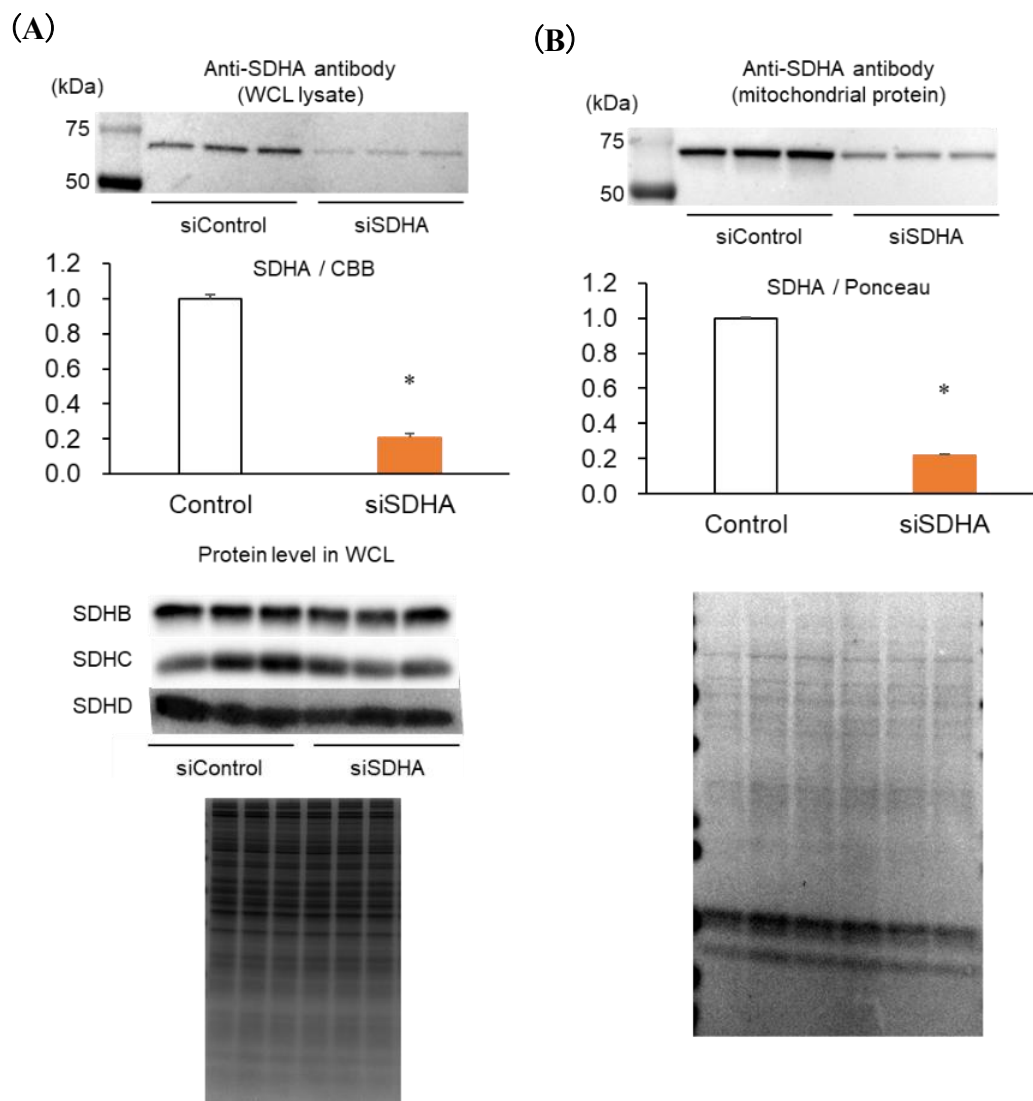 (A)
Anti-SDHA antibody
(WCL lysate)
(kDa)
75
50
siControl siSDHA
SDHA / CBB
1.2
1.0
0.8
0.6
0.4
0.2
0.0
*
Control siSDHA
Protein level in WCL
SDHB
SDHC
SDHD
siControl siSDHA
(B)
Anti-SDHA antibody
(mitochondrial protein)
(kDa)
75
50
siControl siSDHA
SDHA / Ponceau
1.2
1.0
0.8
0.6
0.4
0.2
0.0
*
Control siSDHA